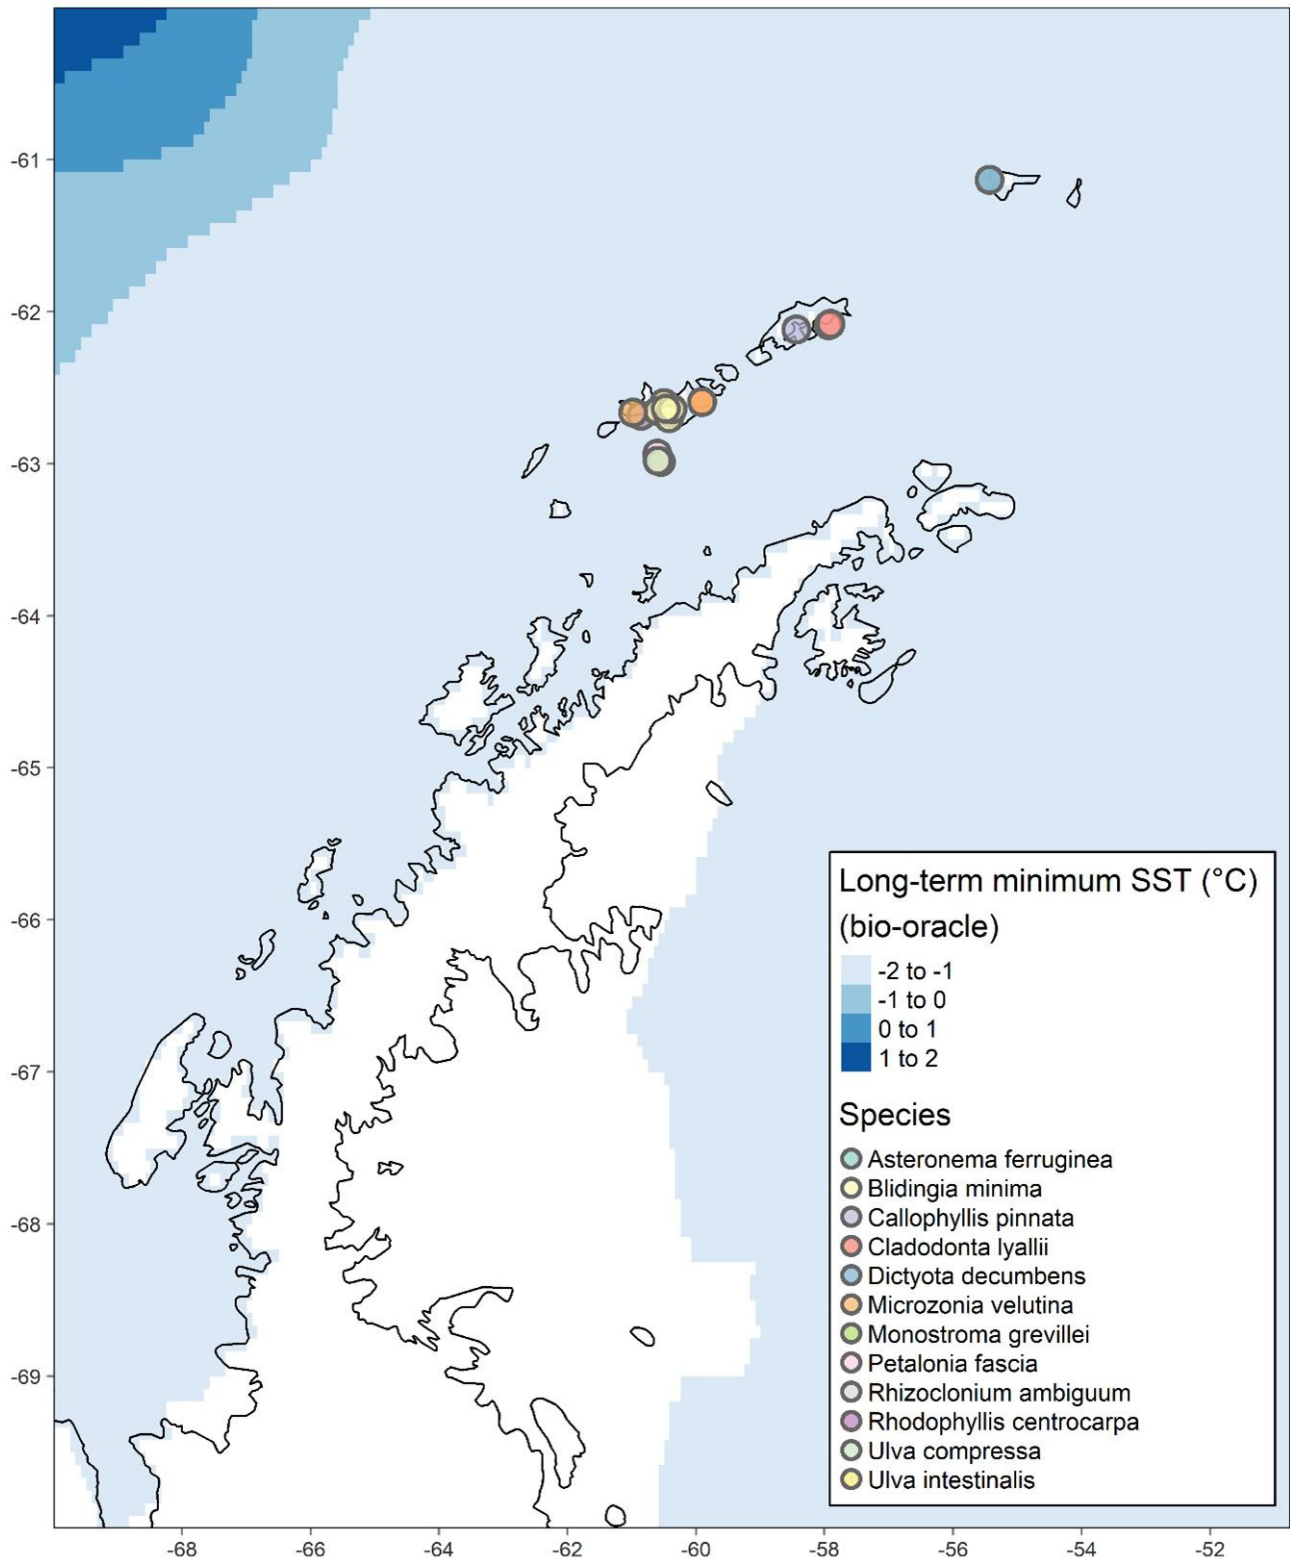 -61
-62
-63
-64
-65
-66
-67
-68
-69
Long-term minimum SST (°C)
(bio-oracle)
-2 to -1
-1 to 0
0 to 1
1 to 2
Species
Asteronema ferruginea
Blidingia minima
Callophyllis pinnata
Cladodonta lyallii
Dictyota decumbens
Microzonia velutina
Monostroma grevillei
Petalonia fascia
Rhizoclonium ambiguum
Rhodophyllis centrocarpa
Ulva compressa
Ulva intestinalis
-68 -66 -64 -62 -60 -58 -56 -54 -52